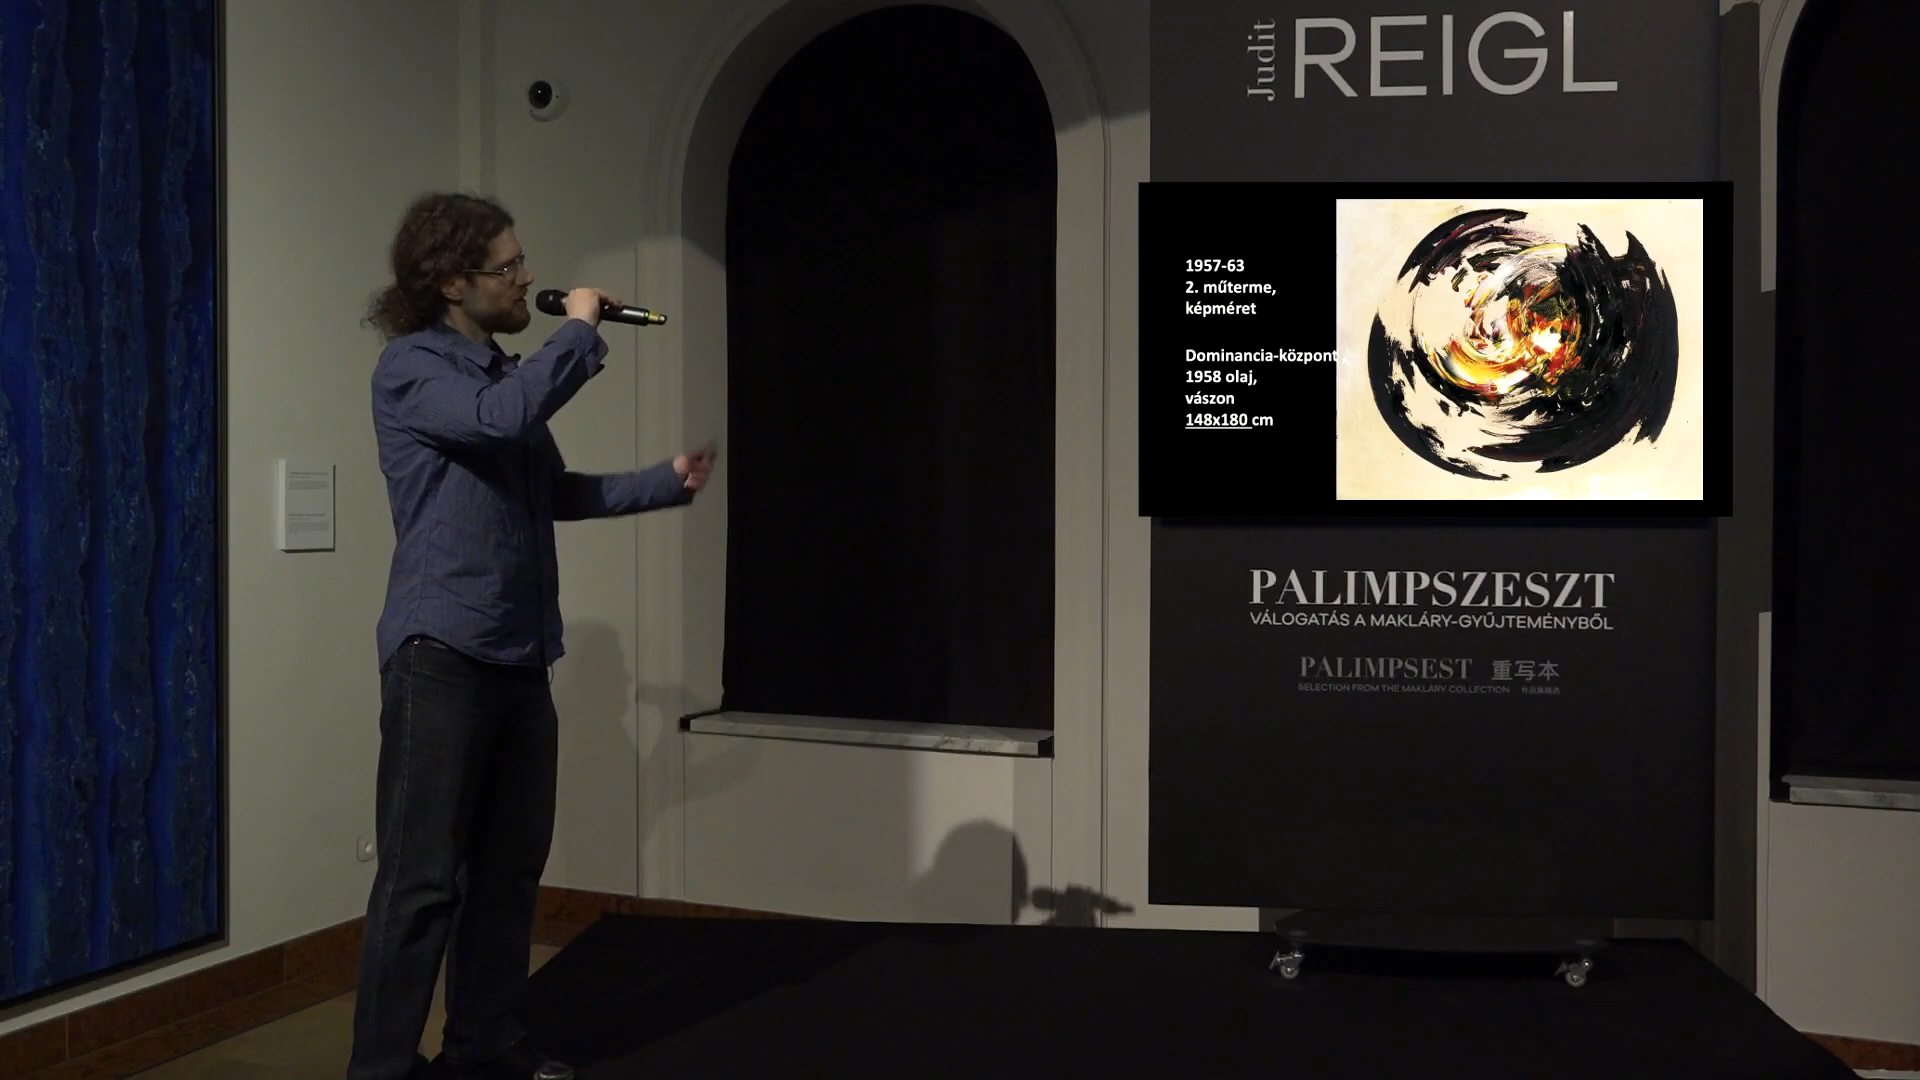 Judit REIGL
1957-63
2. műterme,
képméret
Dominancia-központ,
1958 olaj,
vászon
148x180 cm
PALIMPSZESZT
VÁLOGATÁS A MAKLÁRY-GYŰJTEMÉNYBŐL
PALIMPSEST 重写本
SELECTION FROM THE MAKLÁRY COLLECTION